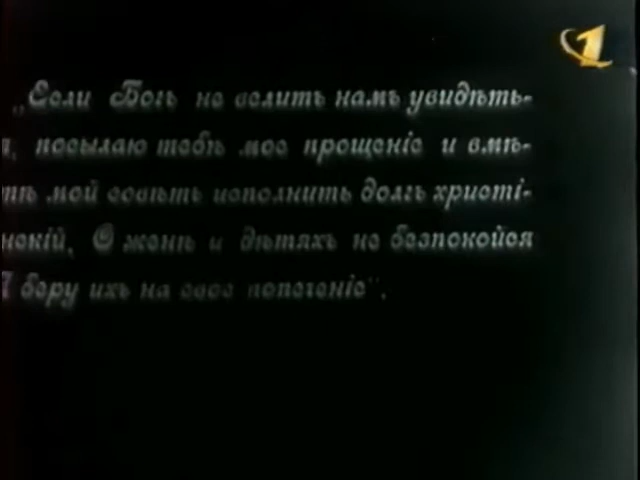 „Если Богъ не велитъ намъ увидѣть-
я, посылаю тебѣ мое прощеніе и вмѣ-
тѣ мой совѣтъ исполнить долгъ христі-
нскій, О женѣ и дѣтяхъ не безпокойся
Я беру ихъ на свое попеченіе".
1